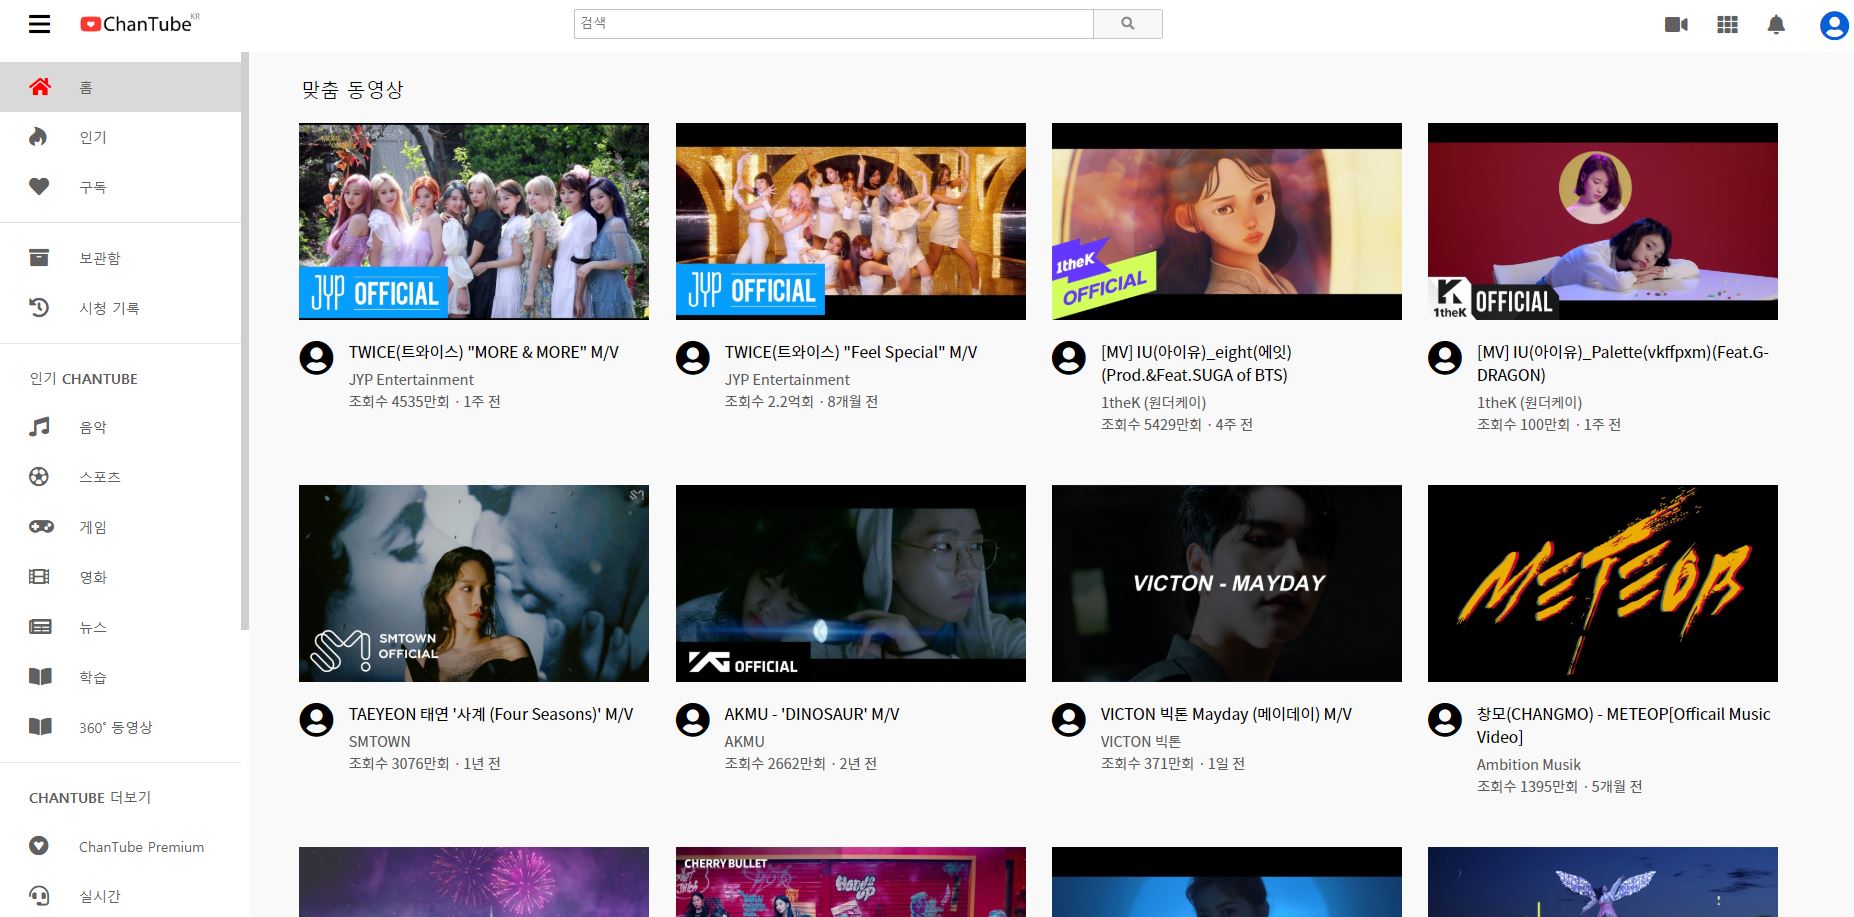 ChanTube KR
검색
홈
인기
구독
보관함
시청 기록
인기 CHANTUBE
음악
스포츠
게임
영화
뉴스
학습
360° 동영상
CHANTUBE 더보기
ChanTube Premium
실시간
맞춤 동영상
JYP OFFICIAL
JYP OFFICIAL
1theK
OFFICIAL
1theK OFFICIAL
TWICE(트와이스) "MORE & MORE" M/V
JYP Entertainment
조회수 4535만회 · 1주 전
TWICE(트와이스) "Feel Special" M/V
JYP Entertainment
조회수 2.2억회 · 8개월 전
[MV] IU(아이유)_eight(에잇)
(Prod.&Feat.SUGA of BTS)
1theK (원더케이)
조회수 5429만회 · 4주 전
[MV] IU(아이유)_Palette(vkffpxm)(Feat.G-
DRAGON)
1theK (원더케이)
조회수 100만회 · 1주 전
SMTOWN
OFFICIAL
YG OFFICIAL
VICTON - MAYDAY
METEOR
TAEYEON 태연 '사계 (Four Seasons)' M/V
SMTOWN
조회수 3076만회 · 1년 전
AKMU - 'DINOSAUR' M/V
AKMU
조회수 2662만회 · 2년 전
VICTON 빅톤 Mayday (메이데이) M/V
VICTON 빅톤
조회수 371만회 · 1일 전
창모(CHANGMO) - METEOP[Officail Music
Video]
Ambition Musik
조회수 1395만회 · 5개월 전
CHERRY BULLET